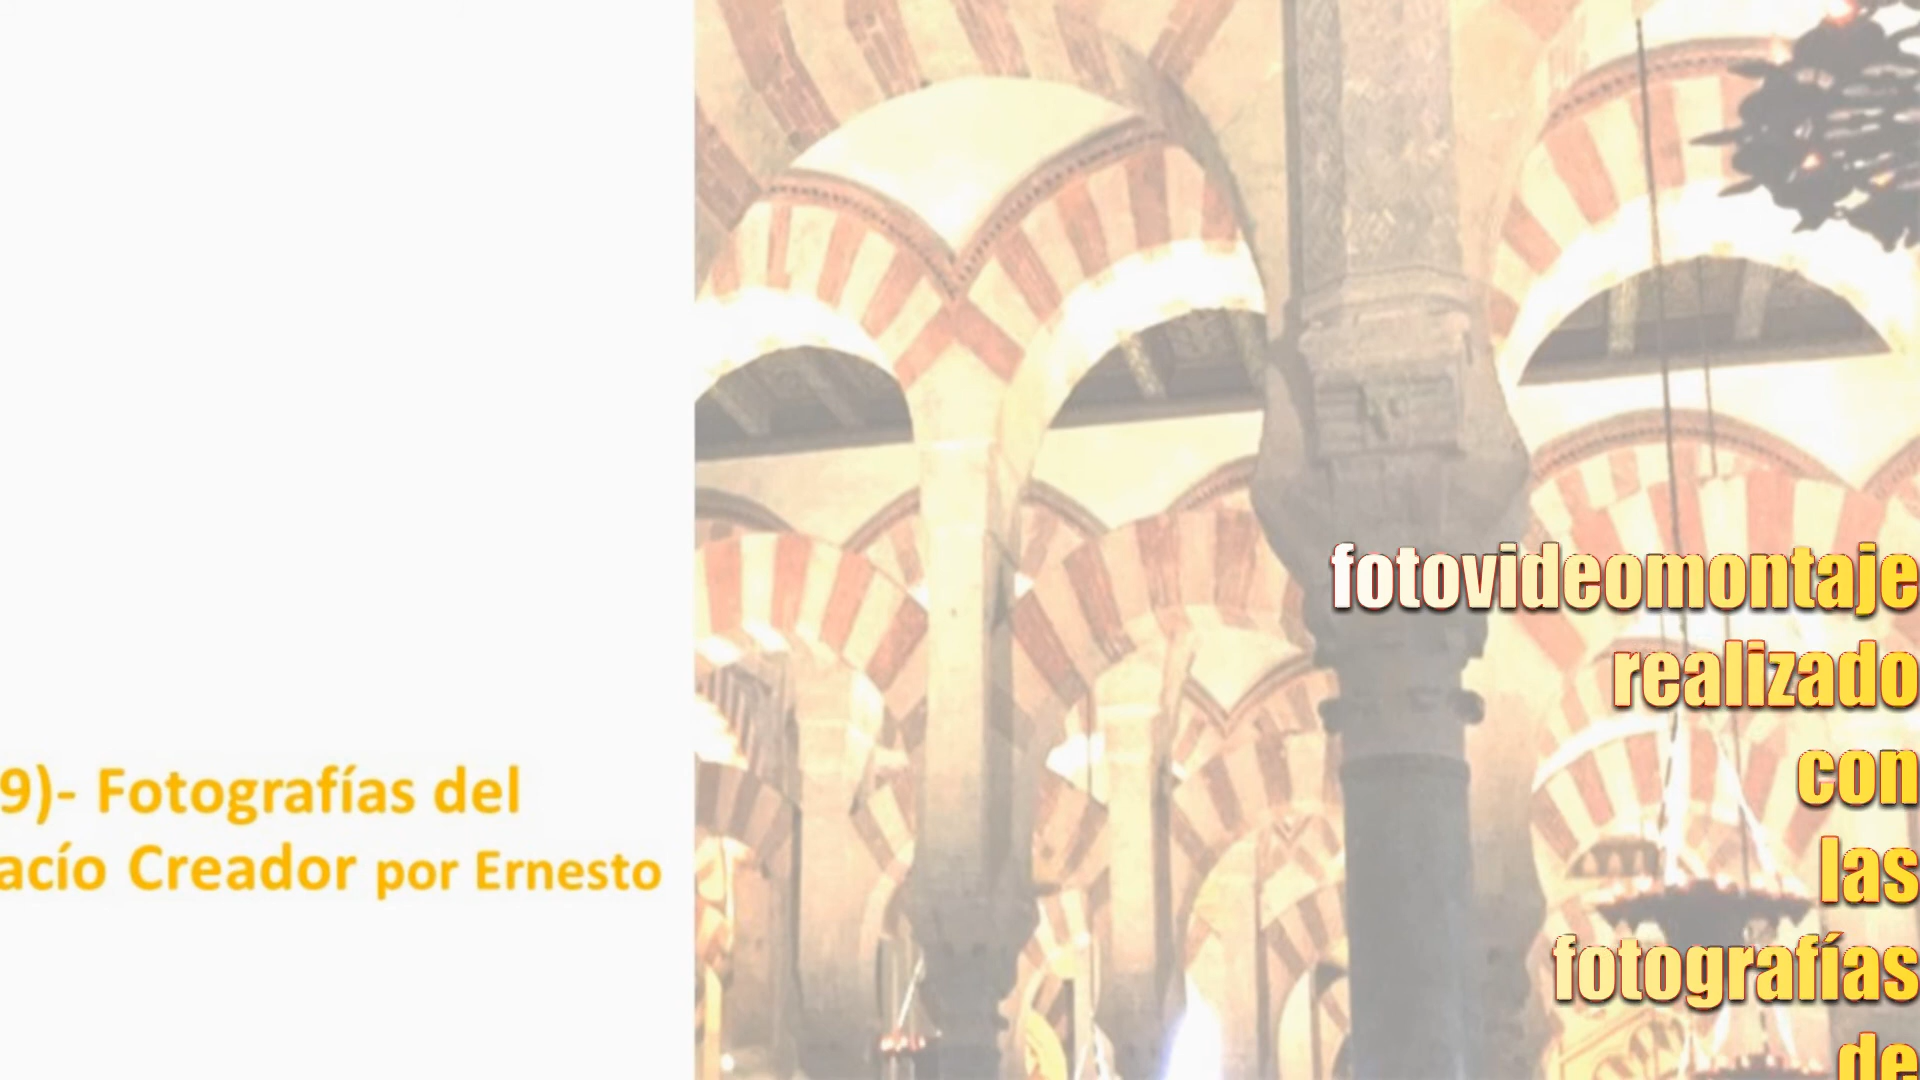 9)- Fotografías del
acío Creador por Ernesto
fotovideomontaje
realizado
con
las
fotografías
de